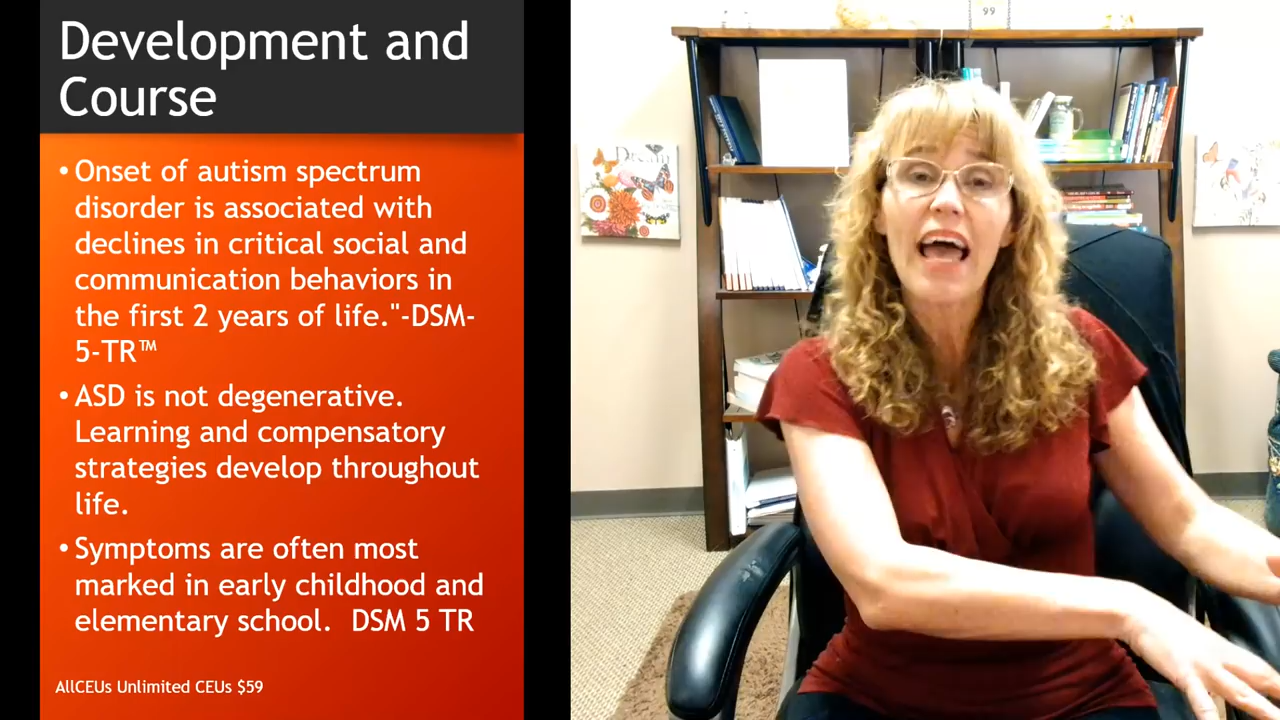 Development and
Course
• Onset of autism spectrum
disorder is associated with
declines in critical social and
communication behaviors in
the first 2 years of life."-DSM-
5-TR™
• ASD is not degenerative.
Learning and compensatory
strategies develop throughout
life.
• Symptoms are often most
marked in early childhood and
elementary school.  DSM 5 TR
AllCEUs Unlimited CEUs $59
99
Dream